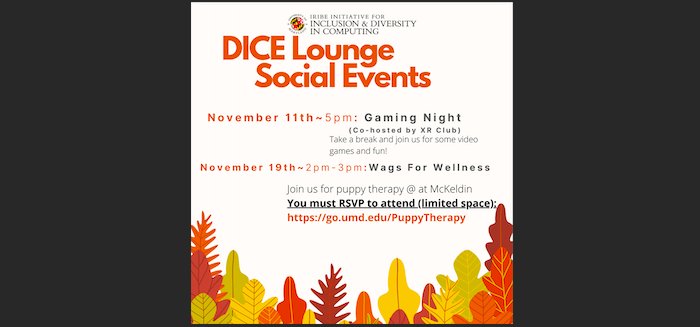 IRIBE INITIATIVE FOR
INCLUSION & DIVERSITY
IN COMPUTING
DICE Lounge
Social Events
November 11th~5pm: Gaming Night
(Co-hosted by XR Club)
Take a break and join us for some video
games and fun!
November 19th~2pm-3pm:Wags For Wellness
Join us for puppy therapy @ at McKeldin
You must RSVP to attend (limited space):
https://go.umd.edu/PuppyTherapy